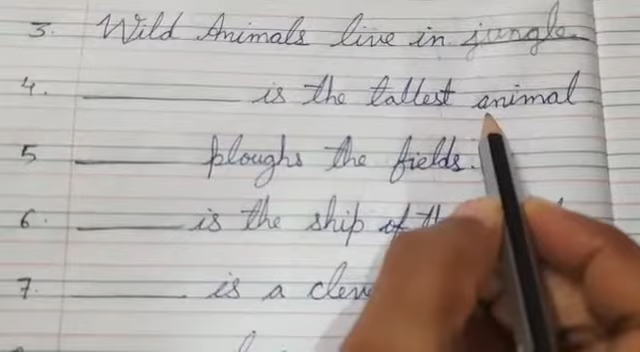 3. Wild Animals live in jungle
4. ________ is the tallest animal
5 ________ ploughs the fields.
6. ________ is the ship of
7. ________ is a